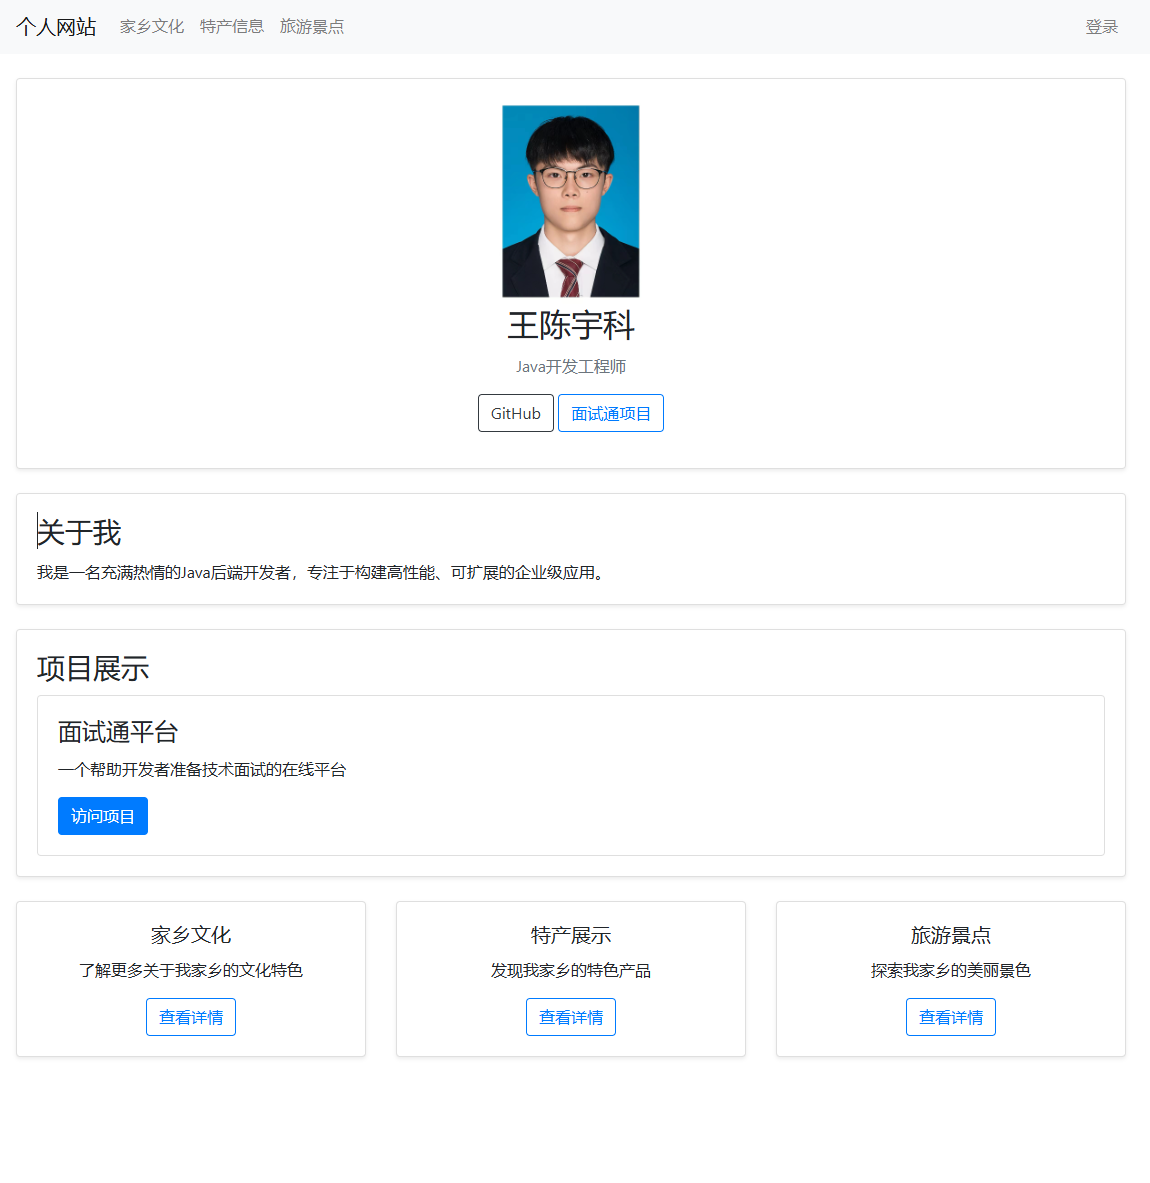 个人网站 家乡文化 特产信息 旅游景点 登录
王陈宇科
Java开发工程师
GitHub 面试通项目
关于我
我是一名充满热情的Java后端开发者，专注于构建高性能、可扩展的企业级应用。
项目展示
面试通平台
一个帮助开发者准备技术面试的在线平台
访问项目
家乡文化
了解更多关于我家乡的文化特色
查看详情
特产展示
发现我家乡的特色产品
查看详情
旅游景点
探索我家乡的美丽景色
查看详情